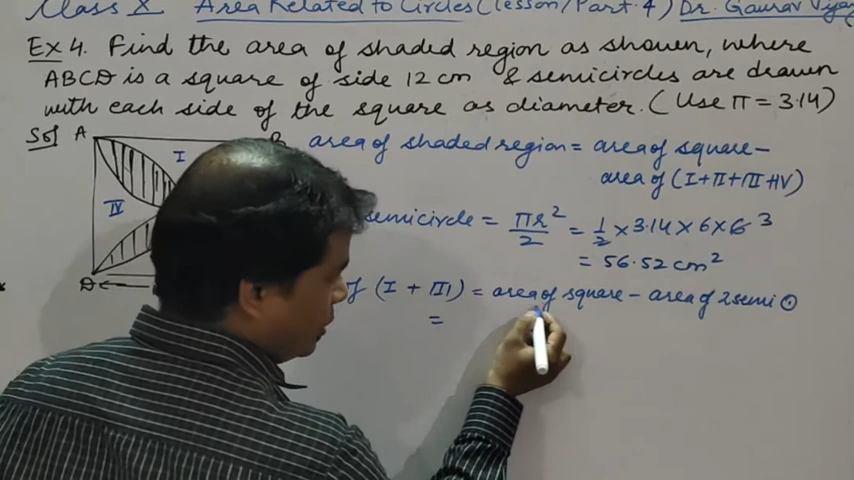 Class X Area Related to Circles (lesson/Part.4) Dr. Gaurav Vyas
Ex 4. Find the area of shaded region as shown, where
ABCD is a square of side 12 cm & semicircles are drawn
with each side of the square as diameter. (Use π = 3.14)
Sol A B area of shaded region = area of square -
area of (I + II + III + IV)
I
IV
semicircle = πr²/2 = 1/2 × 3.14 × 6 × 6 3
= 56.52 cm²
D
of (I + III) = area of square - area of 2 semi ⊙
=